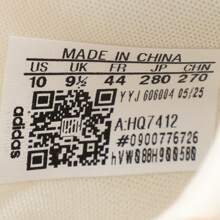 MADE IN CHINA
US UK FR JP CHN
10 9½ 44 280 270
YYJ 606004 05/25
A:HQ7412
#0900776726
adidas